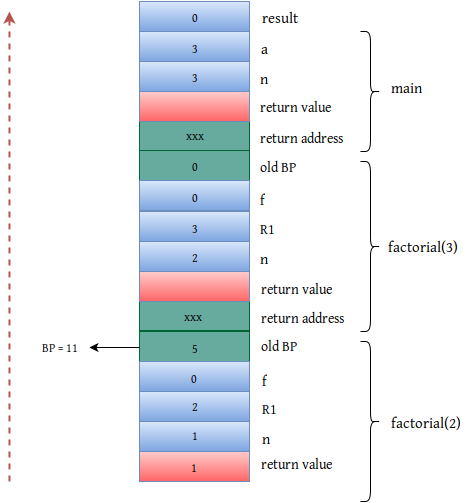 0 result
3 a
3 n
return value
main
xxx return address
0 old BP
0 f
3 R1
factorial(3)
2 n
return value
xxx return address
BP = 11
5 old BP
0 f
2 R1
factorial(2)
1 n
1 return value